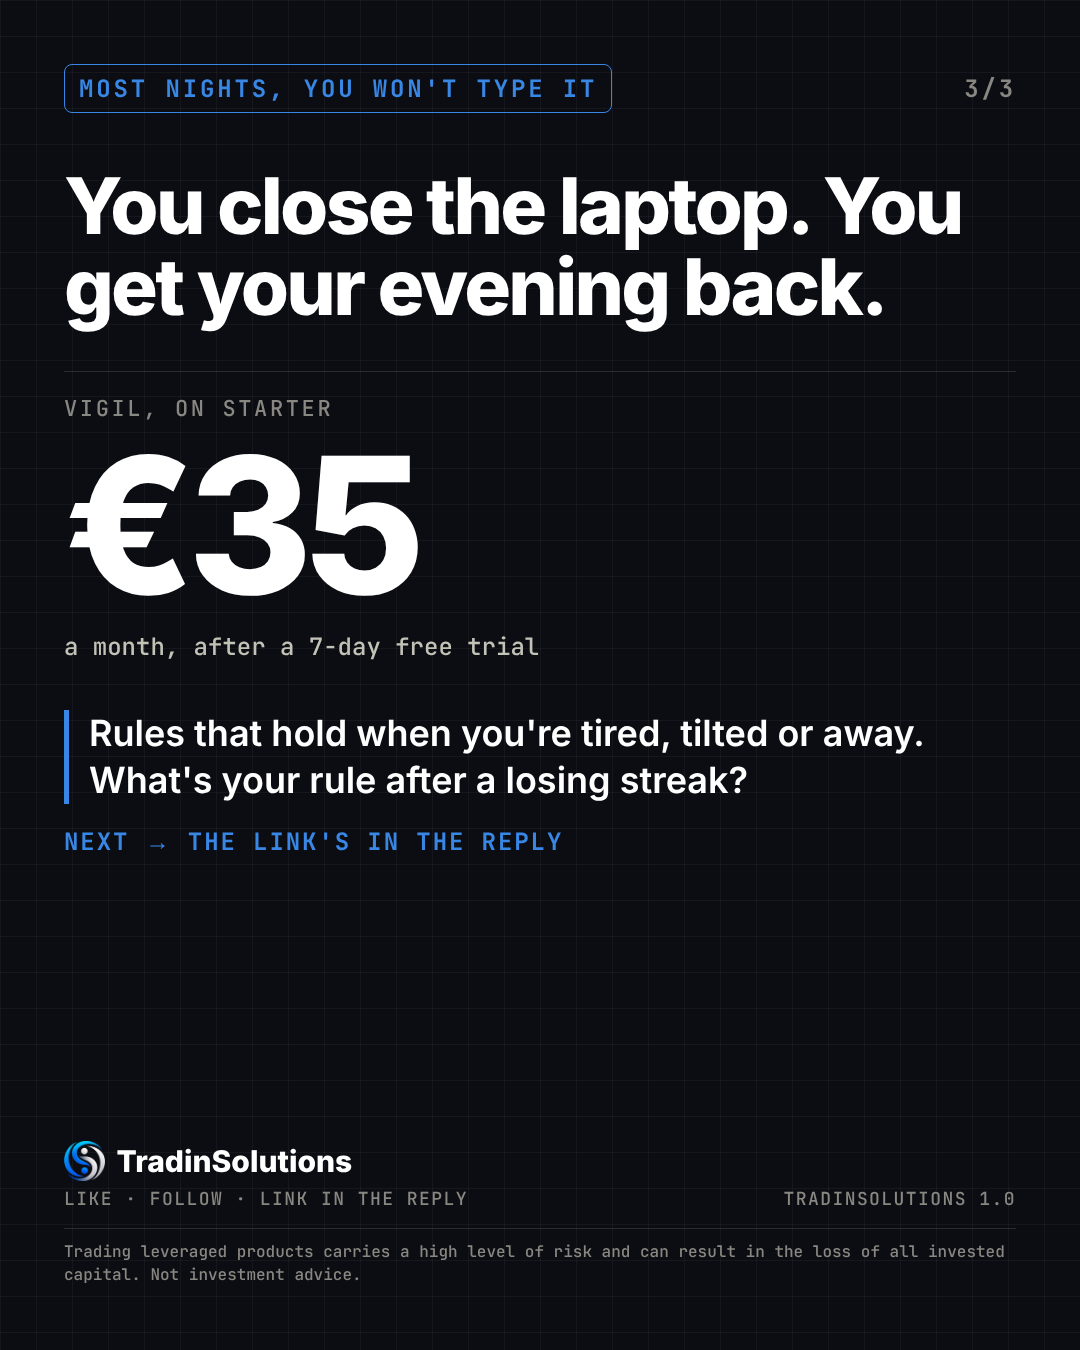 MOST NIGHTS, YOU WON'T TYPE IT
3/3
You close the laptop. You
get your evening back.
VIGIL, ON STARTER
€35
a month, after a 7-day free trial
Rules that hold when you're tired, tilted or away.
What's your rule after a losing streak?
NEXT → THE LINK'S IN THE REPLY
TradinSolutions
LIKE · FOLLOW · LINK IN THE REPLY
TRADINSOLUTIONS 1.0
Trading leveraged products carries a high level of risk and can result in the loss of all invested
capital. Not investment advice.